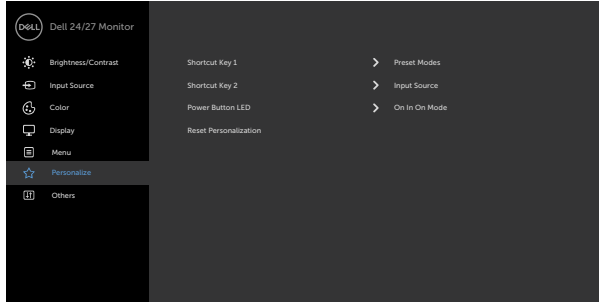 DELL Dell 24/27 Monitor
Brightness/Contrast Shortcut Key 1 Preset Modes
Input Source Shortcut Key 2 Input Source
Color Power Button LED On In On Mode
Display Reset Personalization
Menu
Personalize
Others